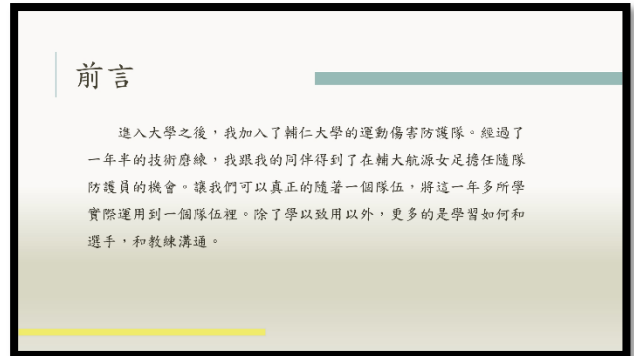 前言
進入大學之後，我加入了輔仁大學的運動傷害防護隊。經過了
一年半的技術磨練，我跟我的同伴得到了在輔大航源女足擔任隨隊
防護員的機會。讓我們可以真正的隨著一個隊伍，將這一年多所學
實際運用到一個隊伍裡。除了學以致用以外，更多的是學習如何和
選手，和教練溝通。